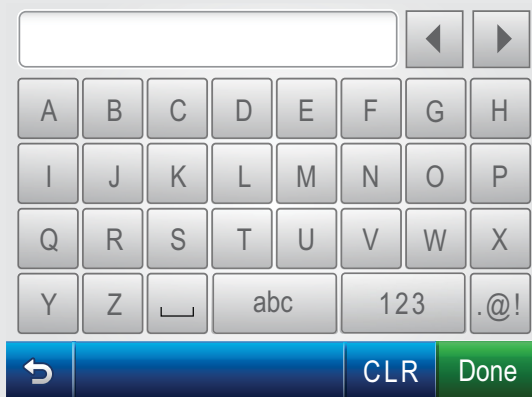 A B C D E F G H
I J K L M N O P
Q R S T U V W X
Y Z abc 123 .@!
CLR Done